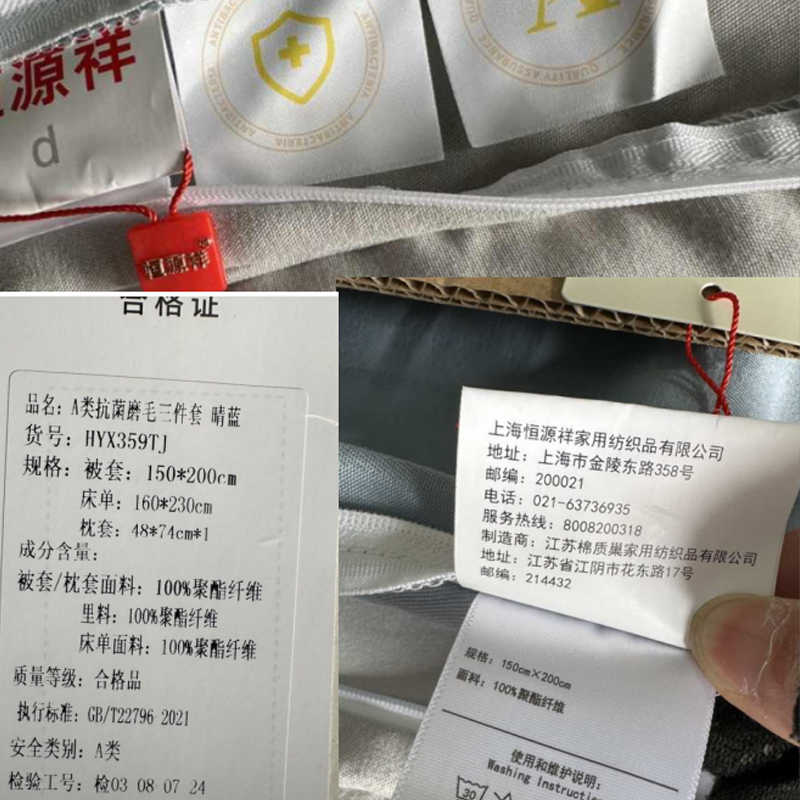 恒源祥
d
ANTIBACTERIA ANTIBACTERIA ANTIBACTERIA
QUALITY ASSURANCE
A
恒源祥
合格证
品名: A类抗菌磨毛三件套 晴蓝
货号: HYX359TJ
规格: 被套: 150*200cm
床单: 160*230cm
枕套: 48*74cm*1
成分含量:
被套/枕套面料: 100%聚酯纤维
里料: 100%聚酯纤维
床单面料: 100%聚酯纤维
质量等级: 合格品
执行标准: GB/T22796-2021
安全类别: A类
检验工号: 检03 08 07 24
上海恒源祥家用纺织品有限公司
地址: 上海市金陵东路358号
邮编: 200021
电话: 021-63736935
服务热线: 8008200318
制造商: 江苏棉质巢家用纺织品有限公司
地址: 江苏省江阴市花东路17号
邮编: 214432
规格: 150cm×200cm
面料: 100%聚酯纤维
使用和维护说明:
Washing Instructions
30